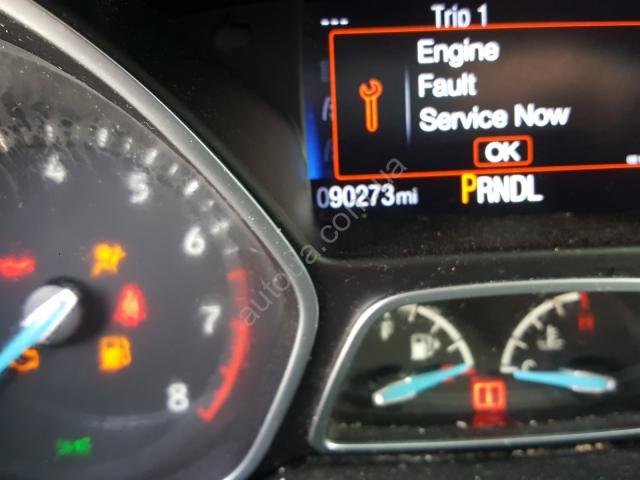 --- Trip 1
Engine
Fault
Service Now
OK
090273mi
PRNDL
4
5
6
7
8
F
H
C
autoua.com.ua